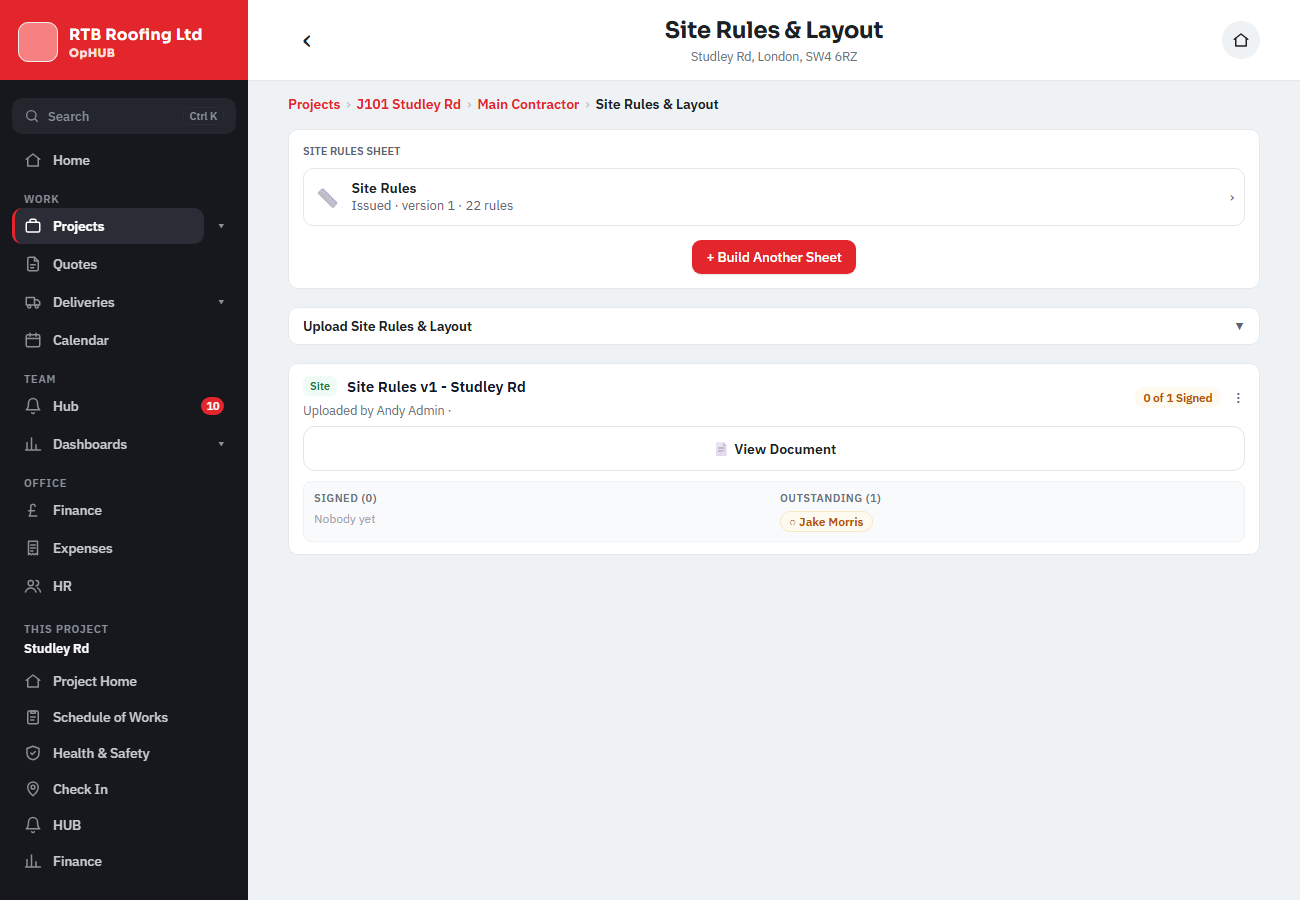 RTB Roofing Ltd
OpHUB
Search Ctrl K
Home
WORK
Projects
Quotes
Deliveries
Calendar
TEAM
Hub 10
Dashboards
OFFICE
Finance
Expenses
HR
THIS PROJECT
Studley Rd
Project Home
Schedule of Works
Health & Safety
Check In
HUB
Finance
Site Rules & Layout
Studley Rd, London, SW4 6RZ
Projects › J101 Studley Rd › Main Contractor › Site Rules & Layout
SITE RULES SHEET
Site Rules
Issued · version 1 · 22 rules
+ Build Another Sheet
Upload Site Rules & Layout
Site Site Rules v1 - Studley Rd
Uploaded by Andy Admin ·
0 of 1 Signed
View Document
SIGNED (0)
Nobody yet
OUTSTANDING (1)
○ Jake Morris